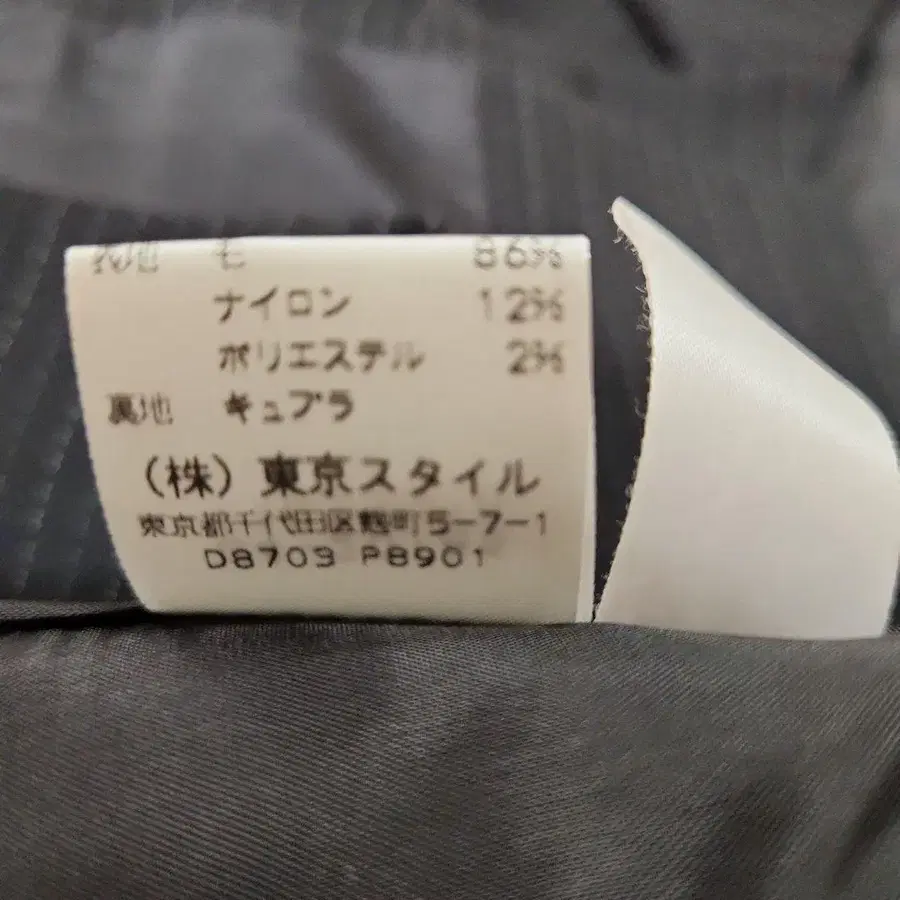 表地 毛 86%
ナイロン 12%
ポリエステル 2%
裏地 キュプラ
(株)東京スタイル
東京都千代田区麹町5-7-1
D8703 P8901